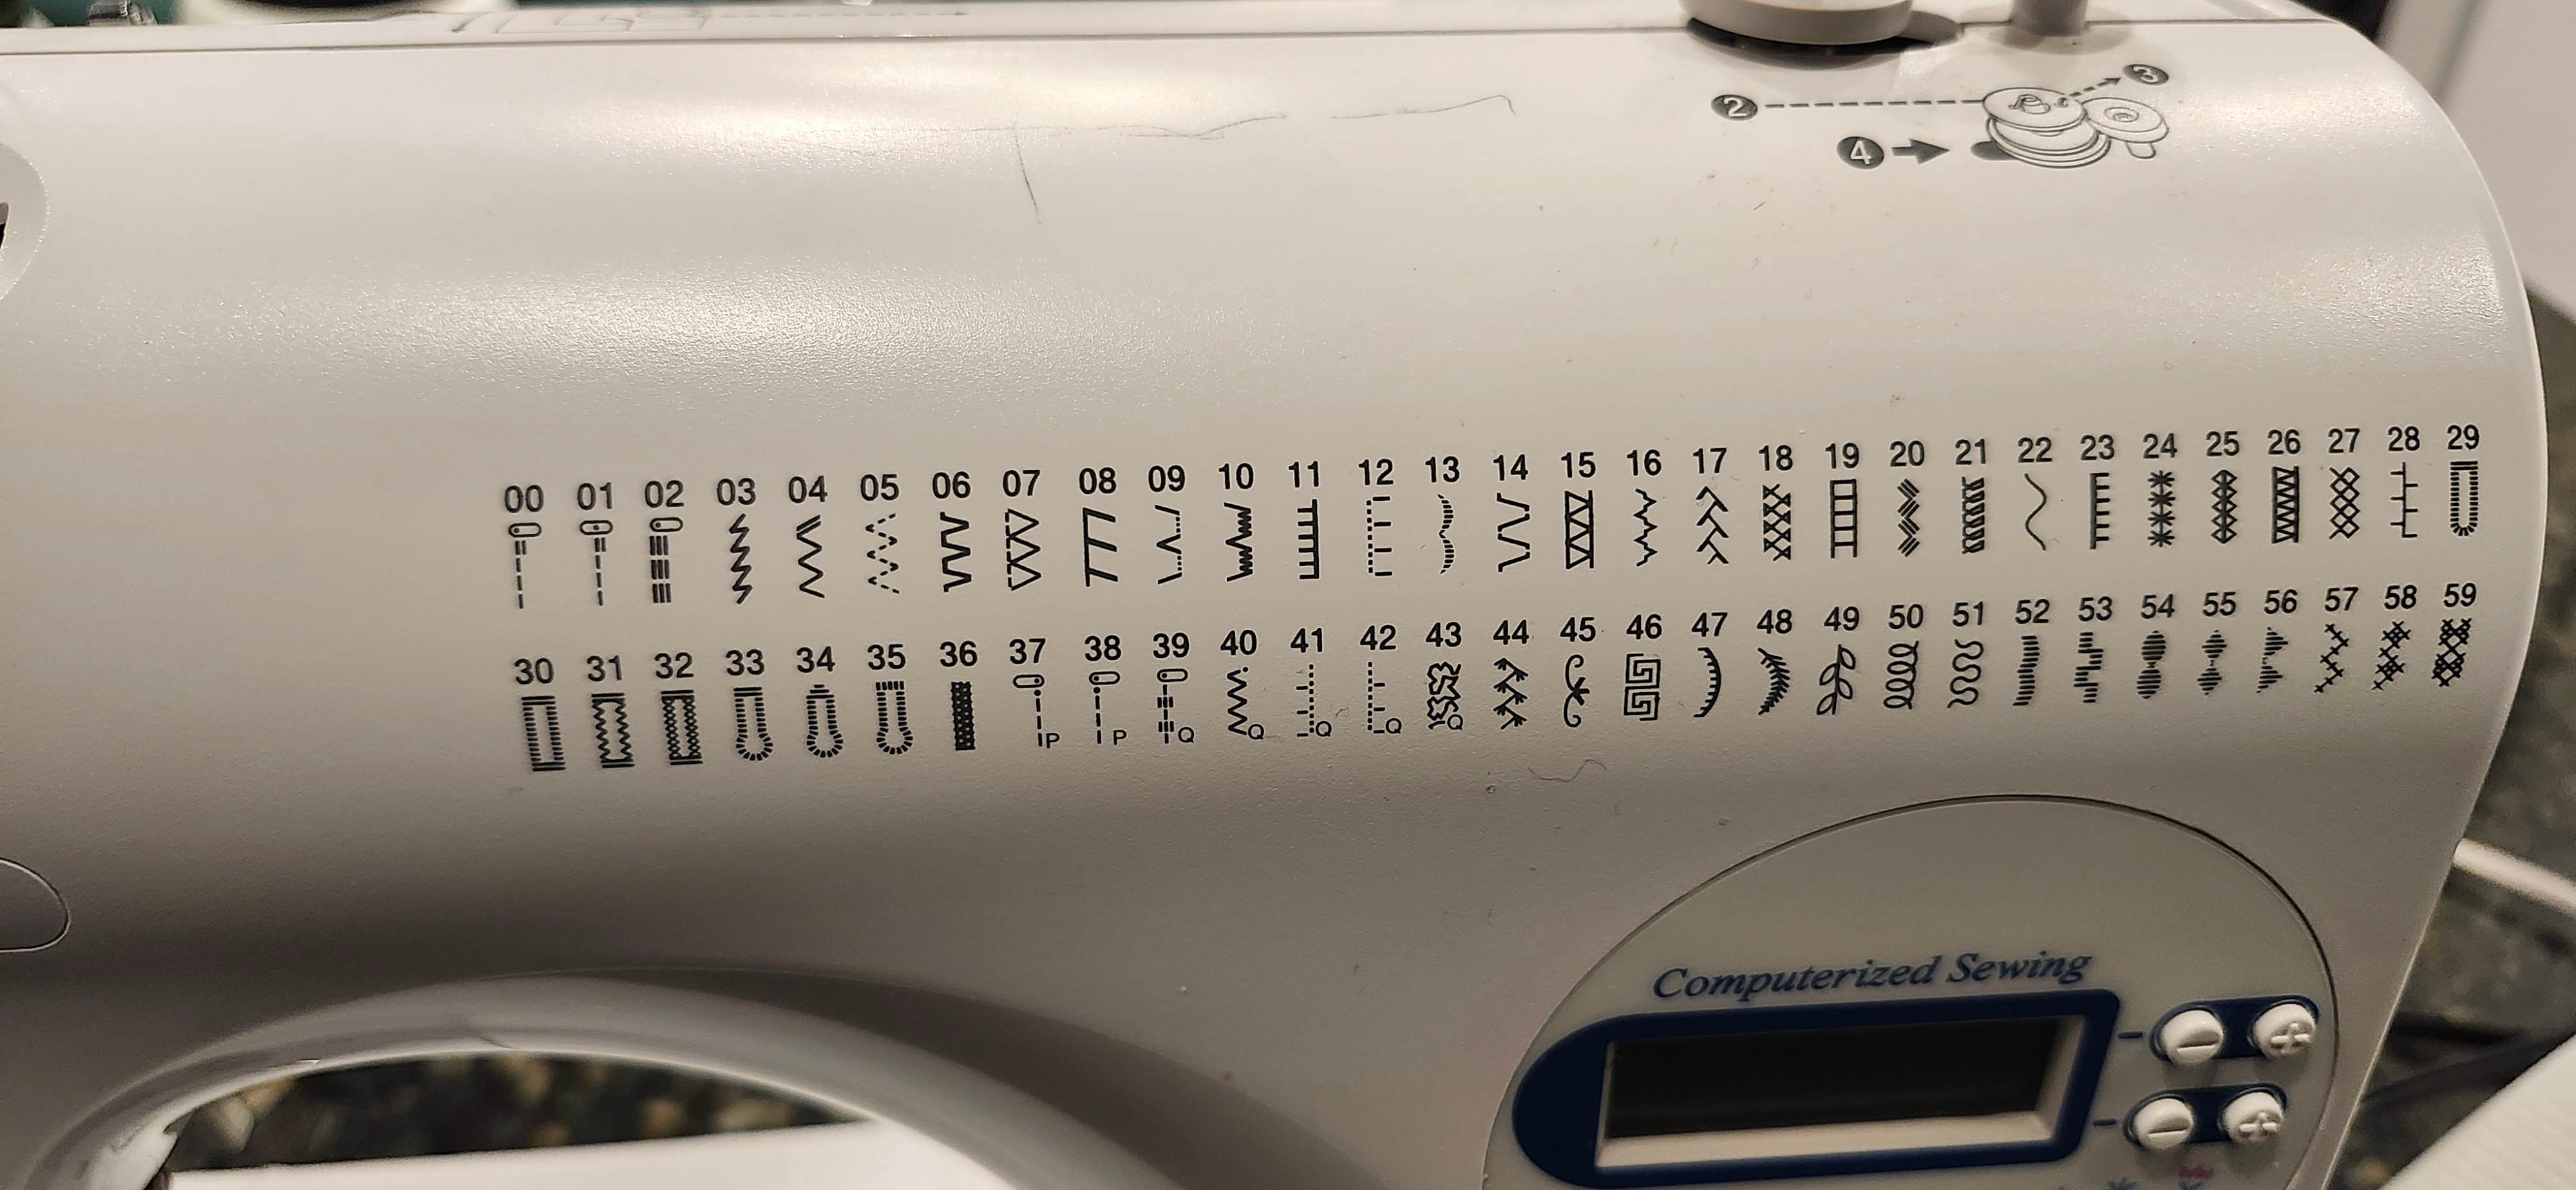 2 3
4
00 01 02 03 04 05 06 07 08 09 10 11 12 13 14 15 16 17 18 19 20 21 22 23 24 25 26 27 28 29
30 31 32 33 34 35 36 37 38 39 40 41 42 43 44 45 46 47 48 49 50 51 52 53 54 55 56 57 58 59
P P Q Q Q Q Q
Computerized Sewing